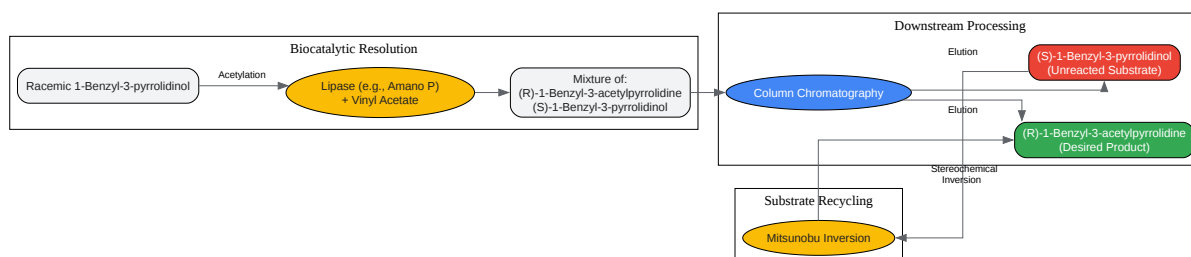 Biocatalytic Resolution
Racemic 1-Benzyl-3-pyrrolidinol
Acetylation
Lipase (e.g., Amano P)
+ Vinyl Acetate
Mixture of:
(R)-1-Benzyl-3-acetylpyrrolidine
(S)-1-Benzyl-3-pyrrolidinol
Downstream Processing
Column Chromatography
Elution
(S)-1-Benzyl-3-pyrrolidinol
(Unreacted Substrate)
Elution
(R)-1-Benzyl-3-acetylpyrrolidine
(Desired Product)
Stereochemical
Inversion
Substrate Recycling
Mitsunobu Inversion